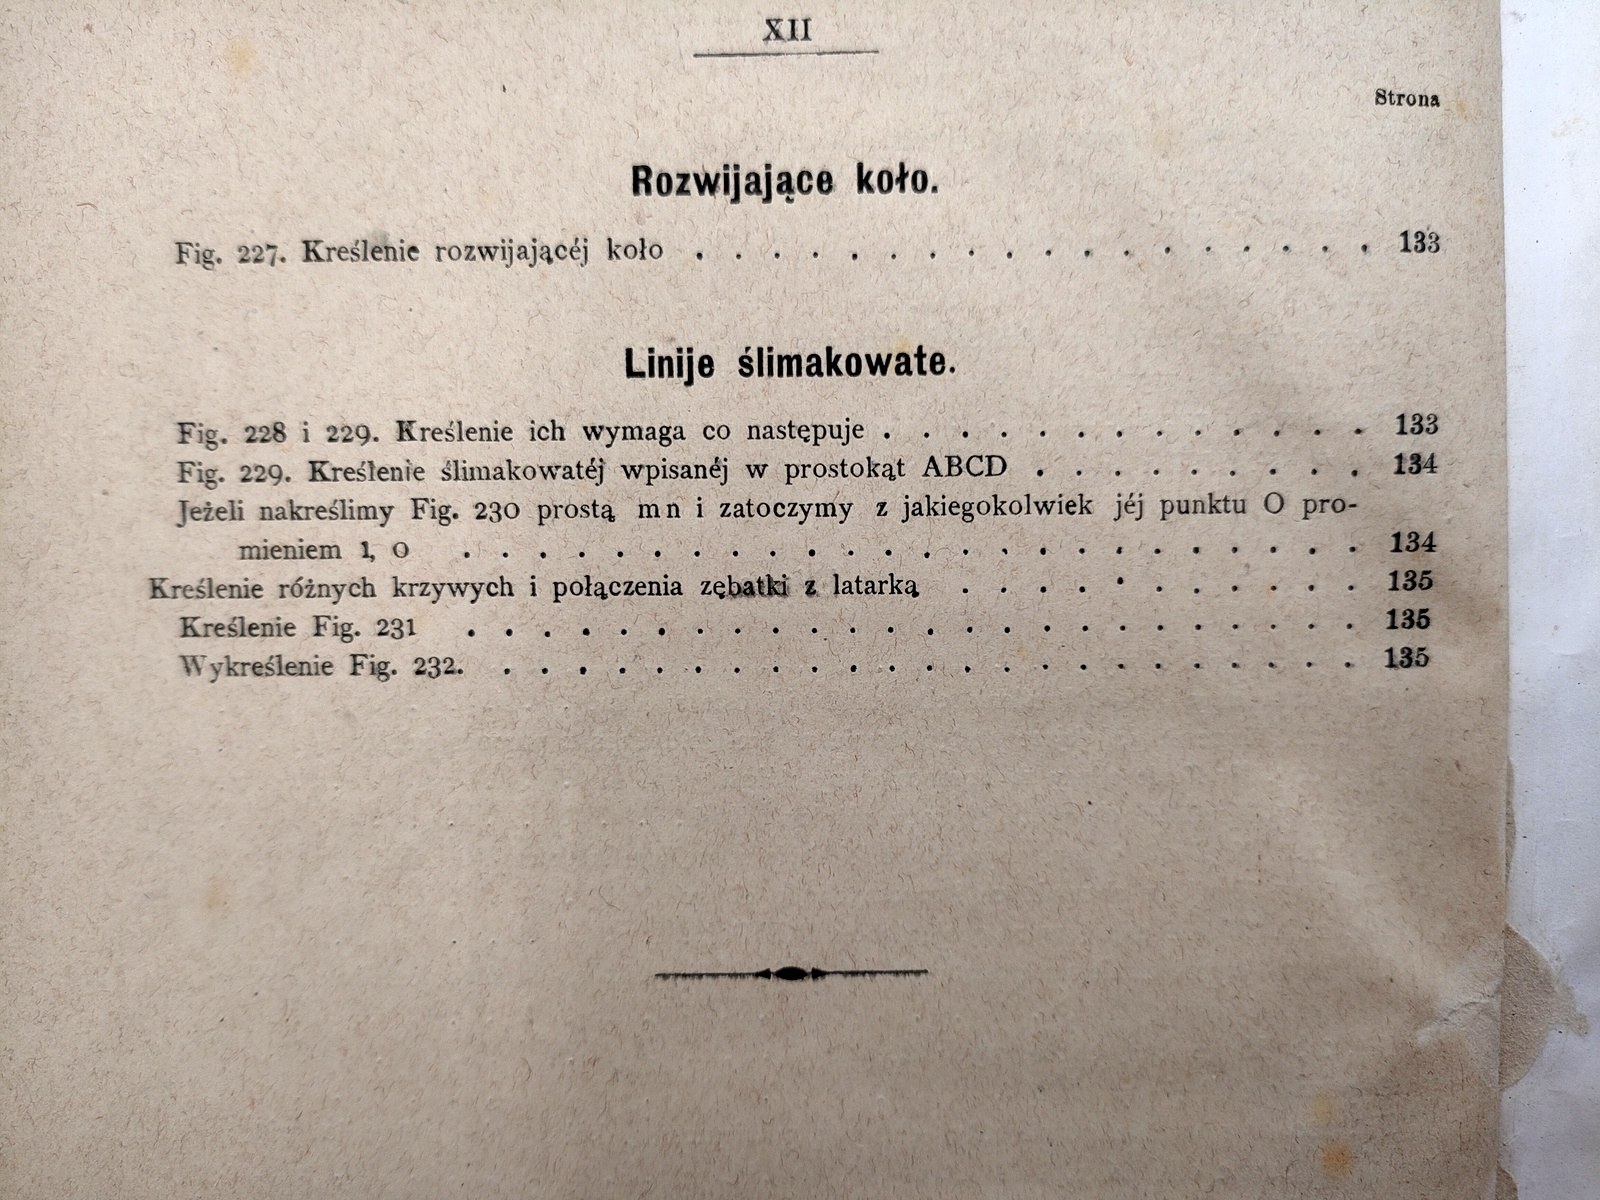 XII
Strona
Rozwijające koło.
Fig. 227. Kreślenie rozwijającéj koło . . . . . . . . . . . . . . . . . . 133
Linije ślimakowate.
Fig. 228 i 229. Kreślenie ich wymaga co następuje . . . . . . . . . . . . . 133
Fig. 229. Kreślenie ślimakowatéj wpisanéj w prostokąt ABCD . . . . . . . . . 134
Jeżeli nakreślimy Fig. 230 prostą m n i zatoczymy z jakiegokolwiek jéj punktu O pro-
mieniem 1, 0 . . . . . . . . . . . . . . . . . . . . . . . . 134
Kreślenie różnych krzywych i połączenia zębatki z latarką . . . . . . . . . . . 135
Kreślenie Fig. 231 . . . . . . . . . . . . . . . . . . . . . . . . 135
Wykreślenie Fig. 232. . . . . . . . . . . . . . . . . . . . . . . . 135